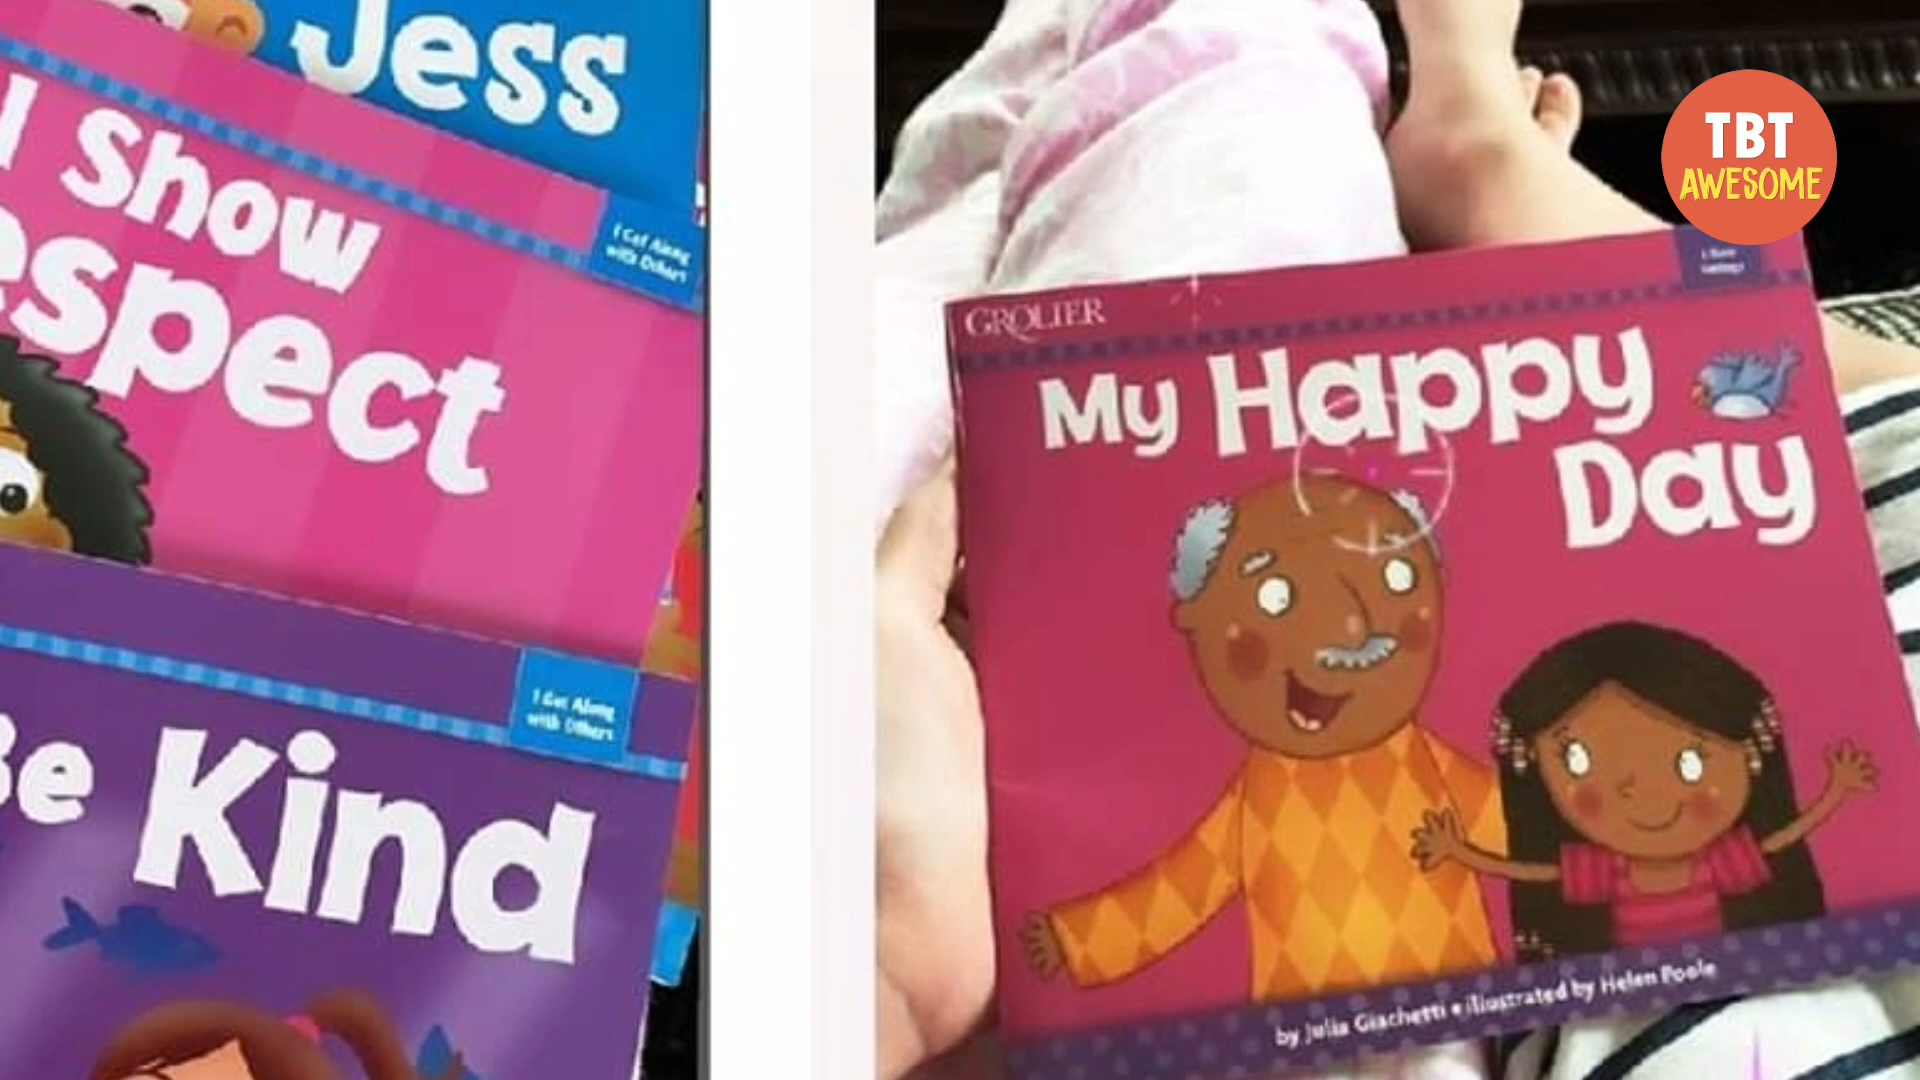 Jess
I Show
espect
I Get Along
with Others
Be Kind
I Get Along
with Others
TBT
AWESOME
GROLIER
My Happy
Day
by Julia Giachetti • illustrated by Helen Poole